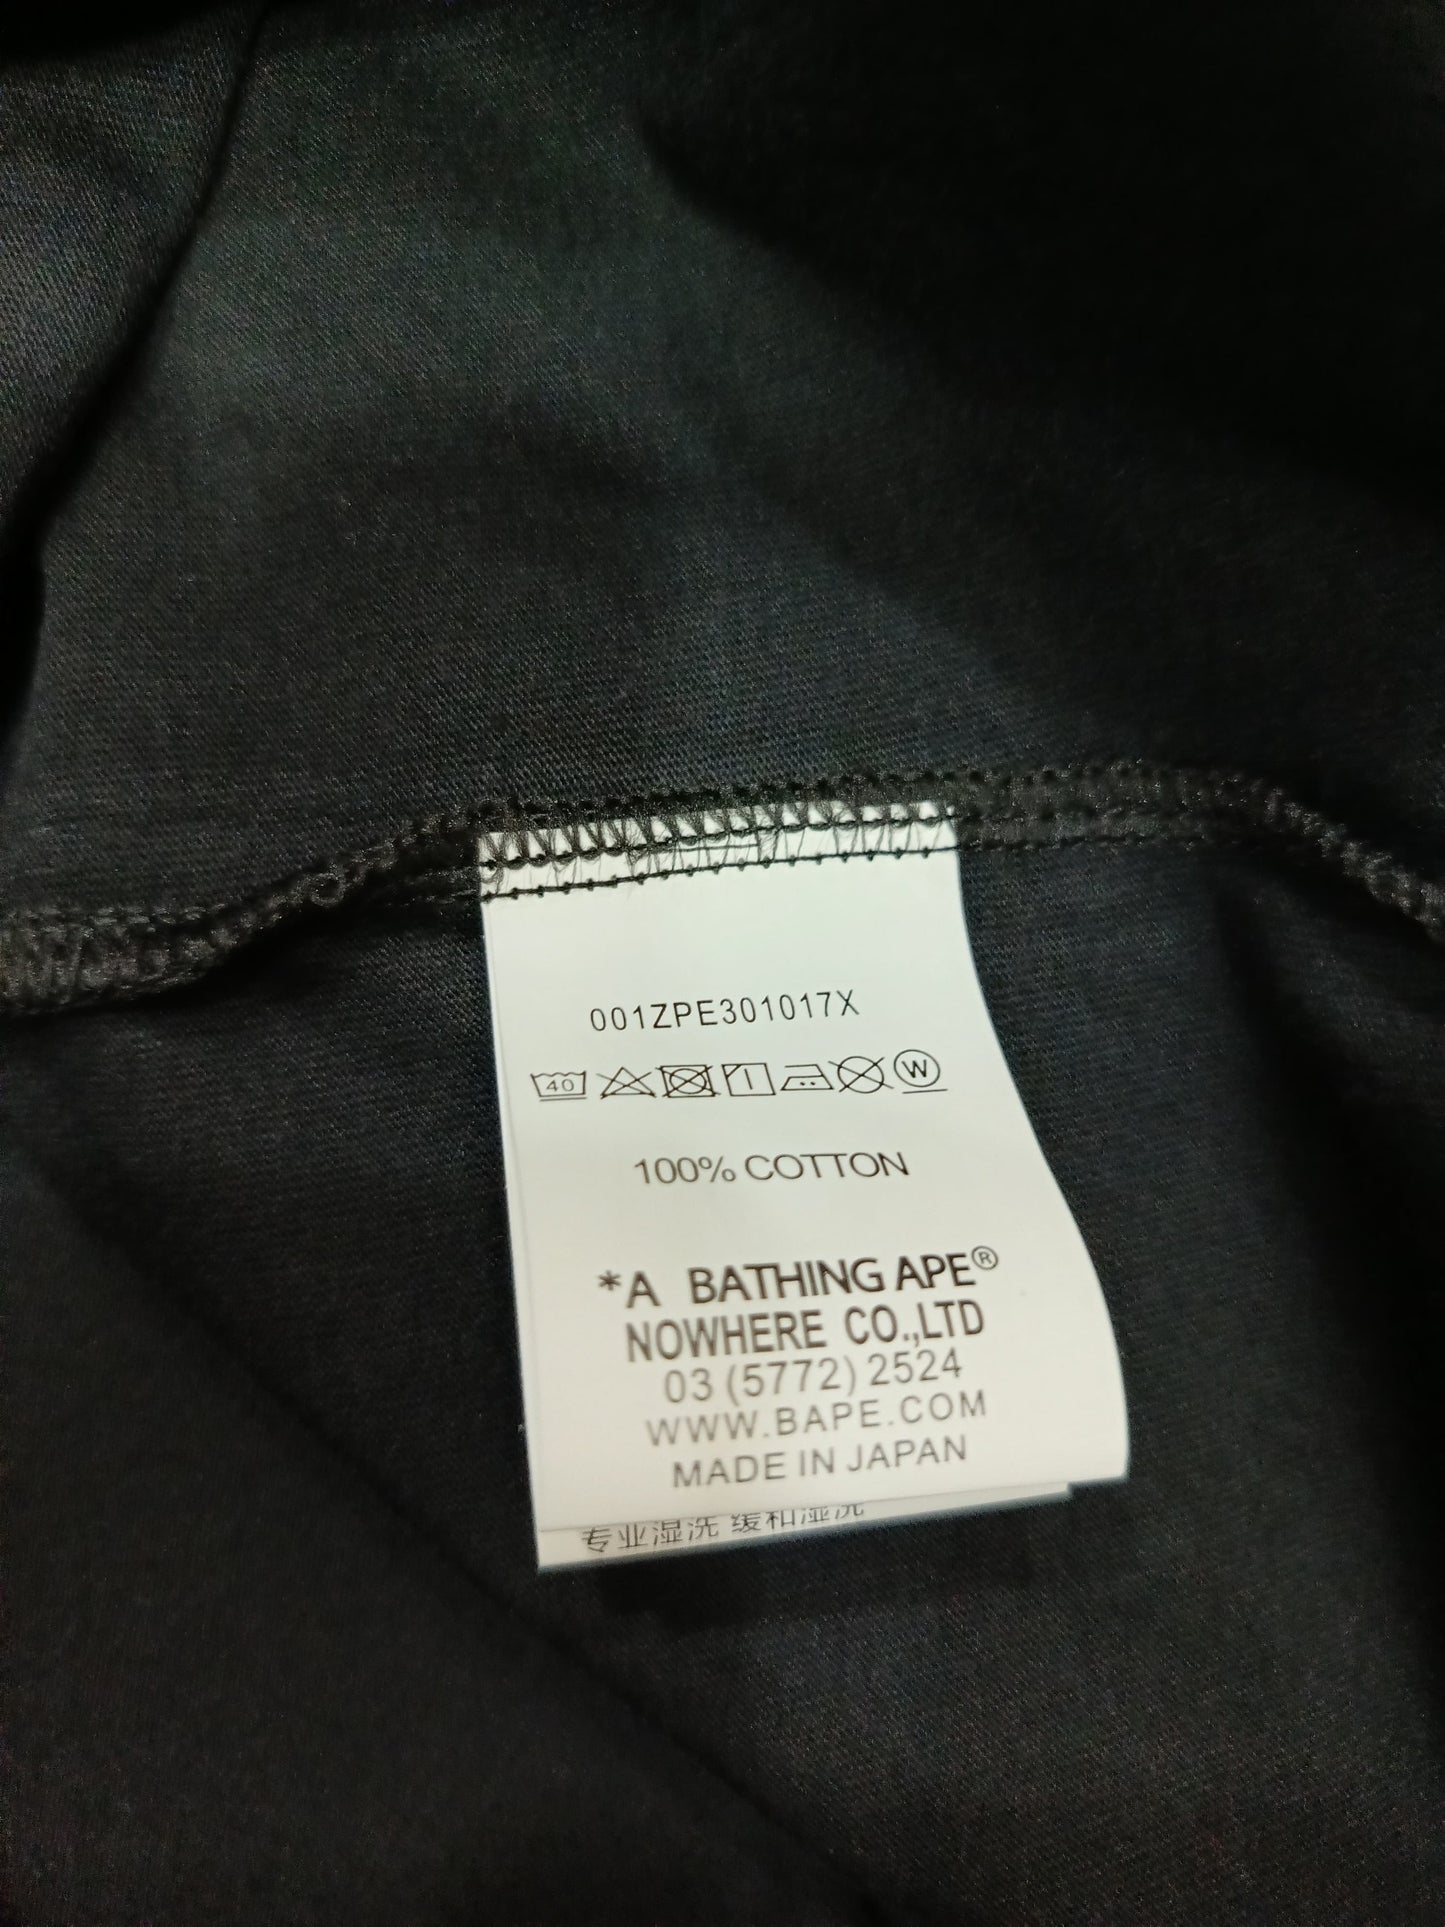 001ZPE301017X
40 W
100% COTTON
*A BATHING APE®
NOWHERE CO.,LTD
03 (5772) 2524
WWW.BAPE.COM
MADE IN JAPAN
专业湿洗 缓和湿洗